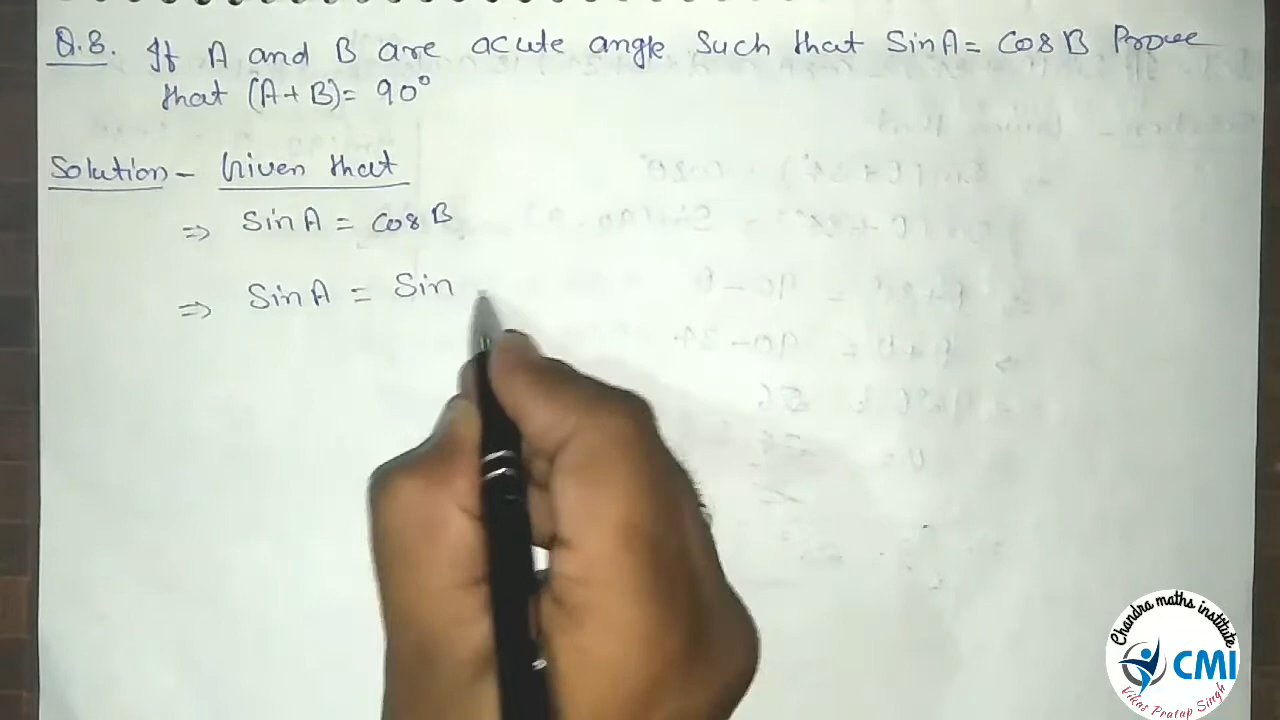 Q.8. If A and B are acute angle such that Sin A = Cos B Prove
that (A+B)= 90°
Solution - Given that
⇒ Sin A = Cos B
⇒ Sin A = Sin
Chandra maths institute
CMI
Vikas Pratap Singh